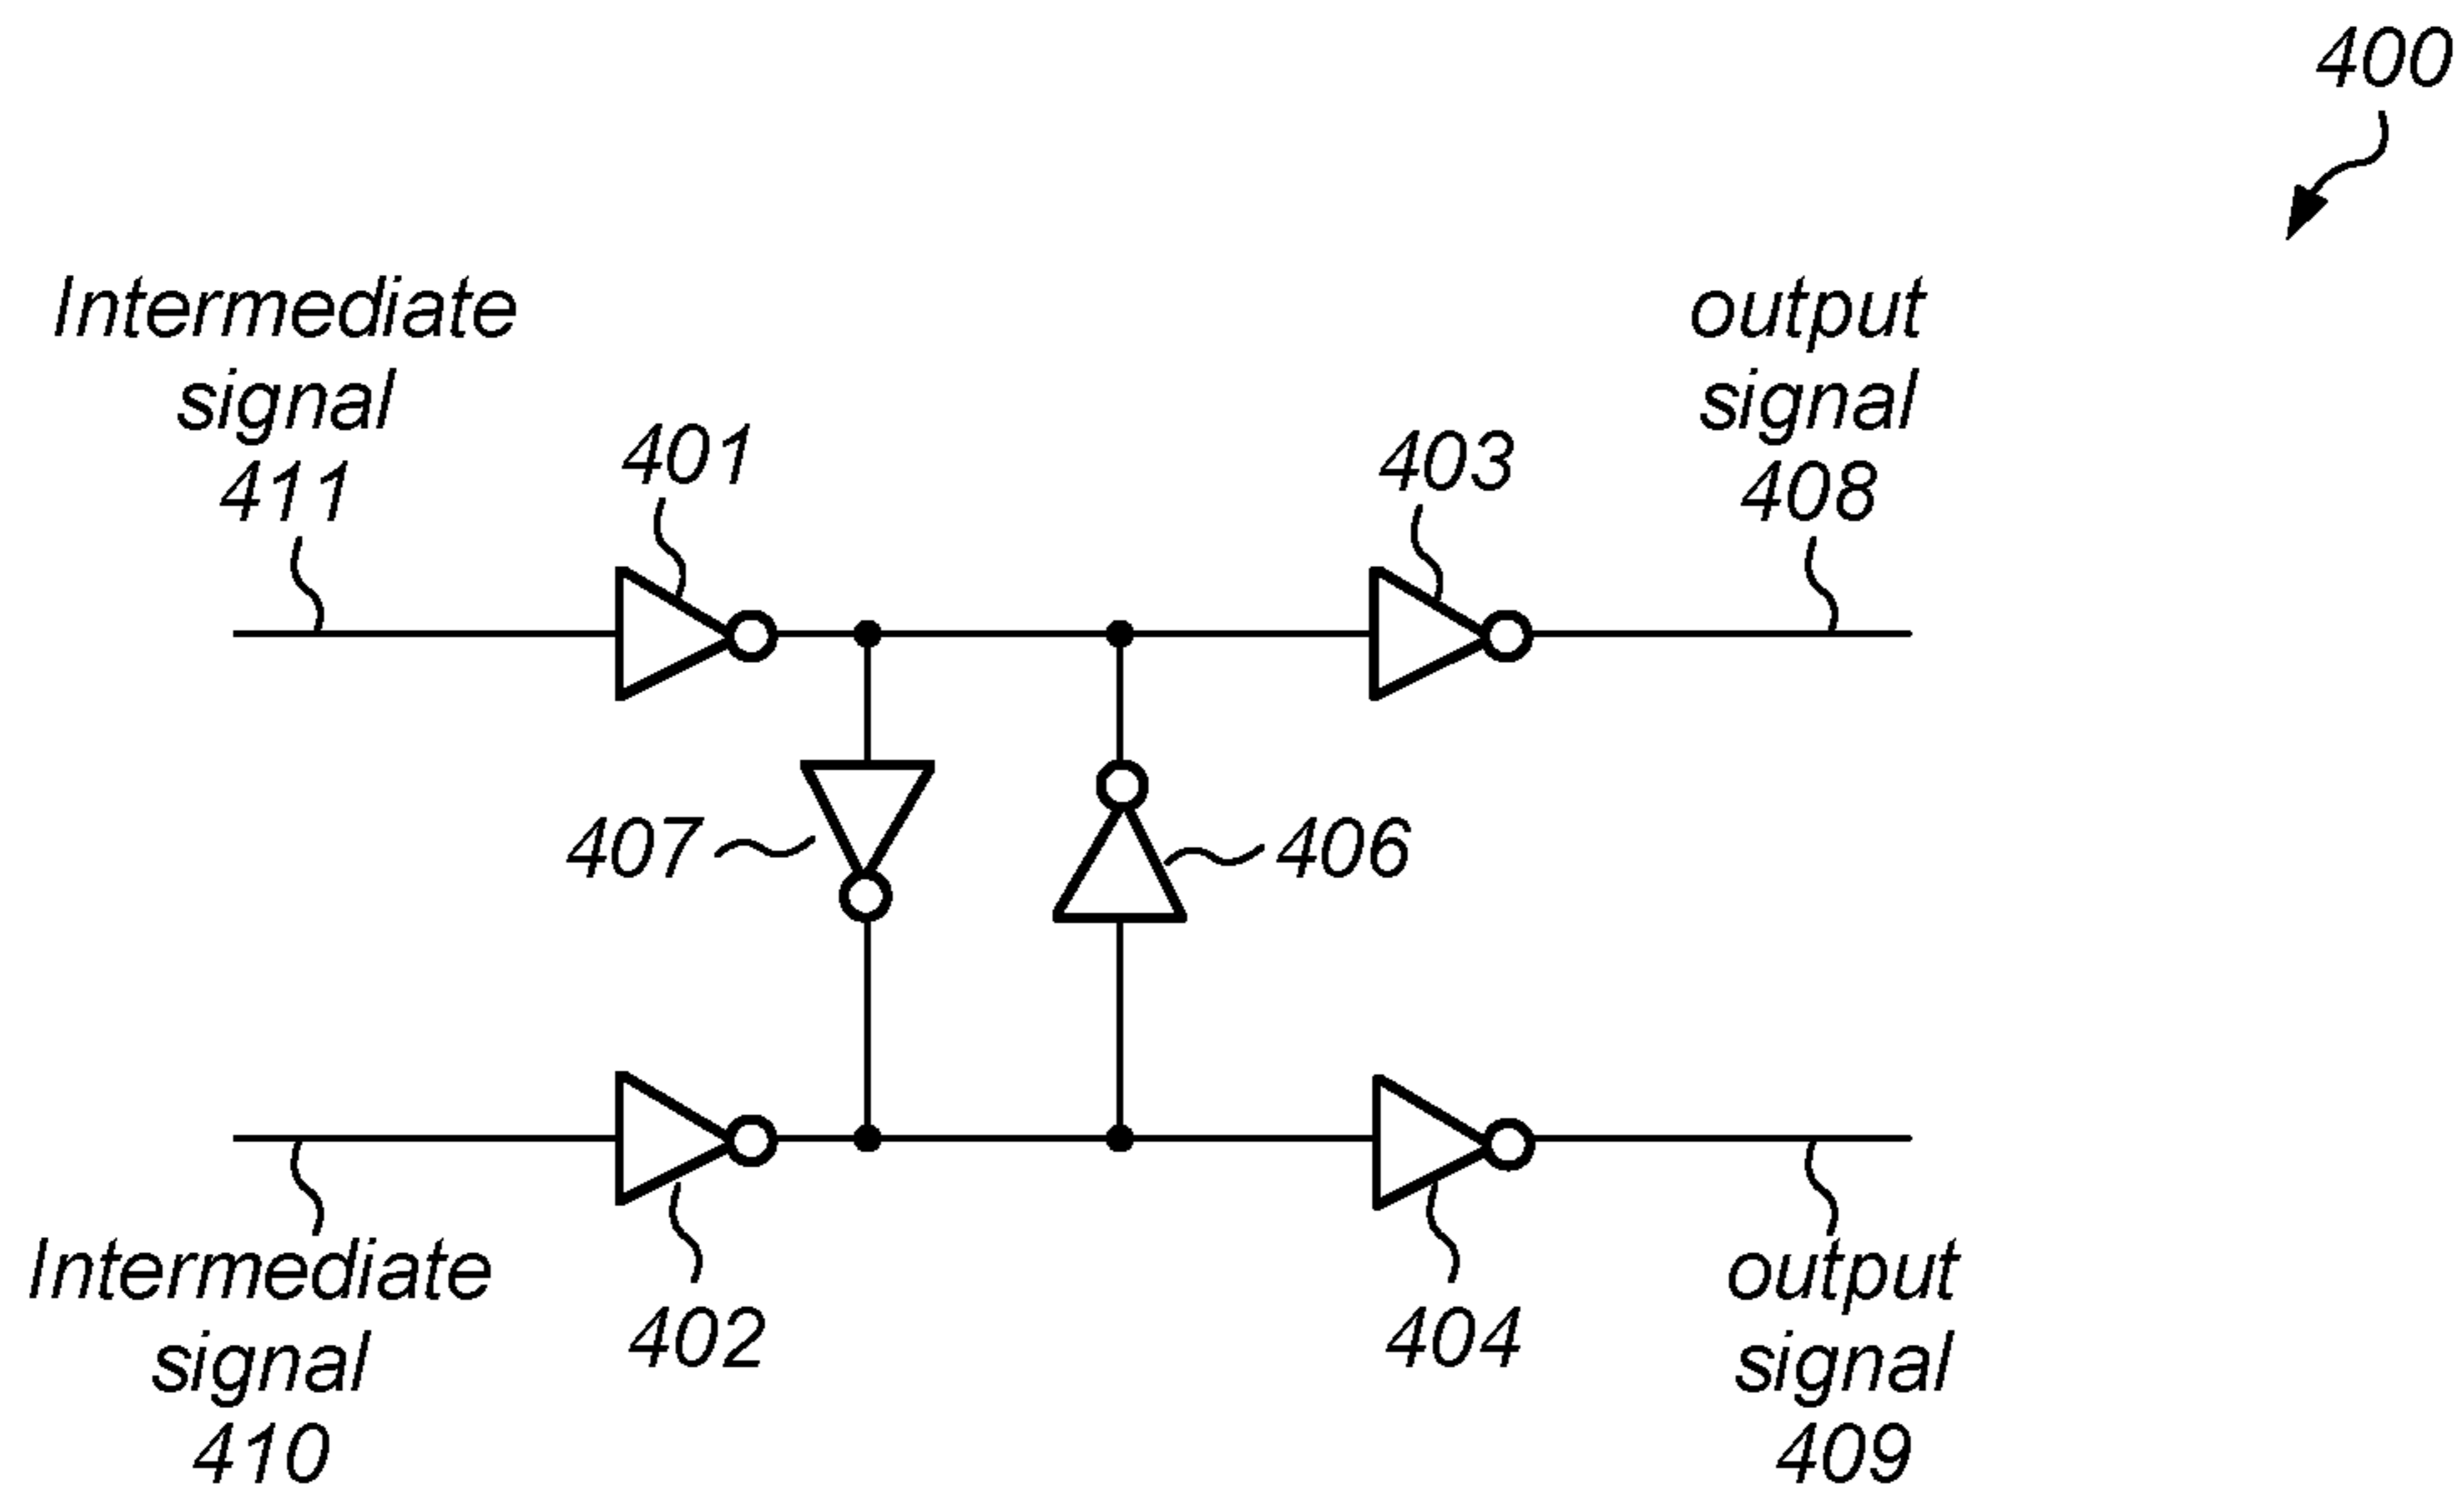 400
Intermediate
signal
411
output
signal
408
401
403
407
406
Intermediate
signal
410
402
404
output
signal
409